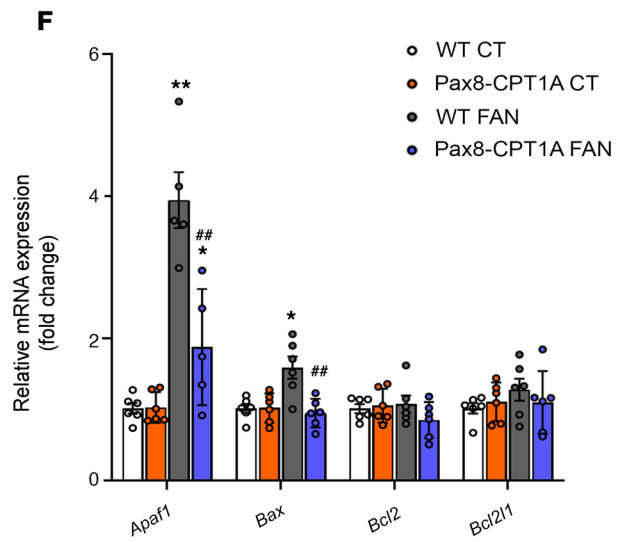 F
6
4
2
0
Relative mRNA expression
(fold change)
WT CT
Pax8-CPT1A CT
WT FAN
Pax8-CPT1A FAN
**
##
*
*
##
Apaf1
Bax
Bcl2
Bcl2l1